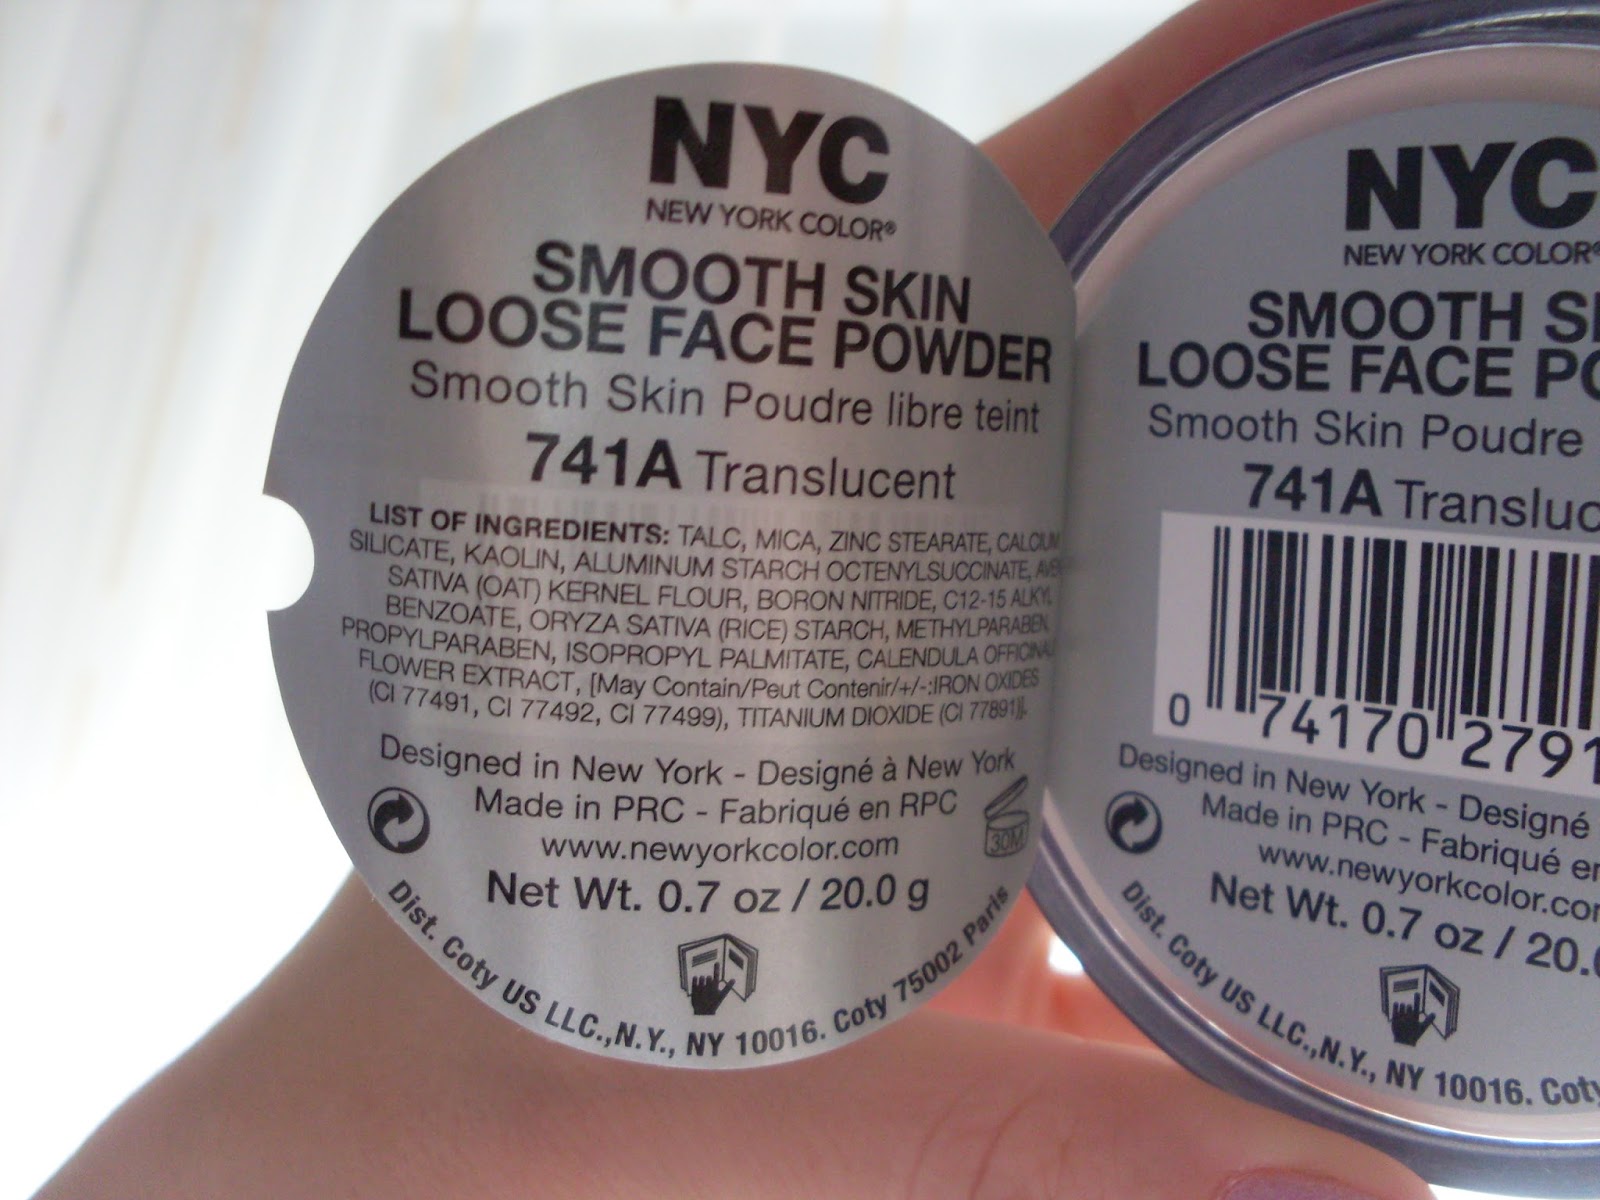 NYC
NEW YORK COLOR®
SMOOTH SKIN
LOOSE FACE POWDER
Smooth Skin Poudre libre teint
741A Translucent
LIST OF INGREDIENTS: TALC, MICA, ZINC STEARATE, CALCIUM
SILICATE, KAOLIN, ALUMINUM STARCH OCTENYLSUCCINATE,
SATIVA (OAT) KERNEL FLOUR, BORON NITRIDE, C12-15 ALKYL
BENZOATE, ORYZA SATIVA (RICE) STARCH, METHYLPARABEN,
PROPYLPARABEN, ISOPROPYL PALMITATE, CALENDULA OFFICINAL
FLOWER EXTRACT, [May Contain/Peut Contenir/+/-:IRON OXIDES
(CI 77491, CI 77492, CI 77499), TITANIUM DIOXIDE (CI 77891)].
Designed in New York - Designé à New York
Made in PRC - Fabriqué en RPC
www.newyorkcolor.com
30M
Net Wt. 0.7 oz / 20.0 g
Dist. Coty US LLC.,N.Y., NY 10016. Coty 75002 Paris
NYC
NEW YORK COLOR®
SMOOTH S
LOOSE FACE PO
Smooth Skin Poudre
741A Transluc
0 74170 2791
Designed in New York - Designé
Made in PRC - Fabriqué en
www.newyorkcolor.cor
Net Wt. 0.7 oz / 20.
Dist. Coty US LLC.,N.Y., NY 10016. Coty